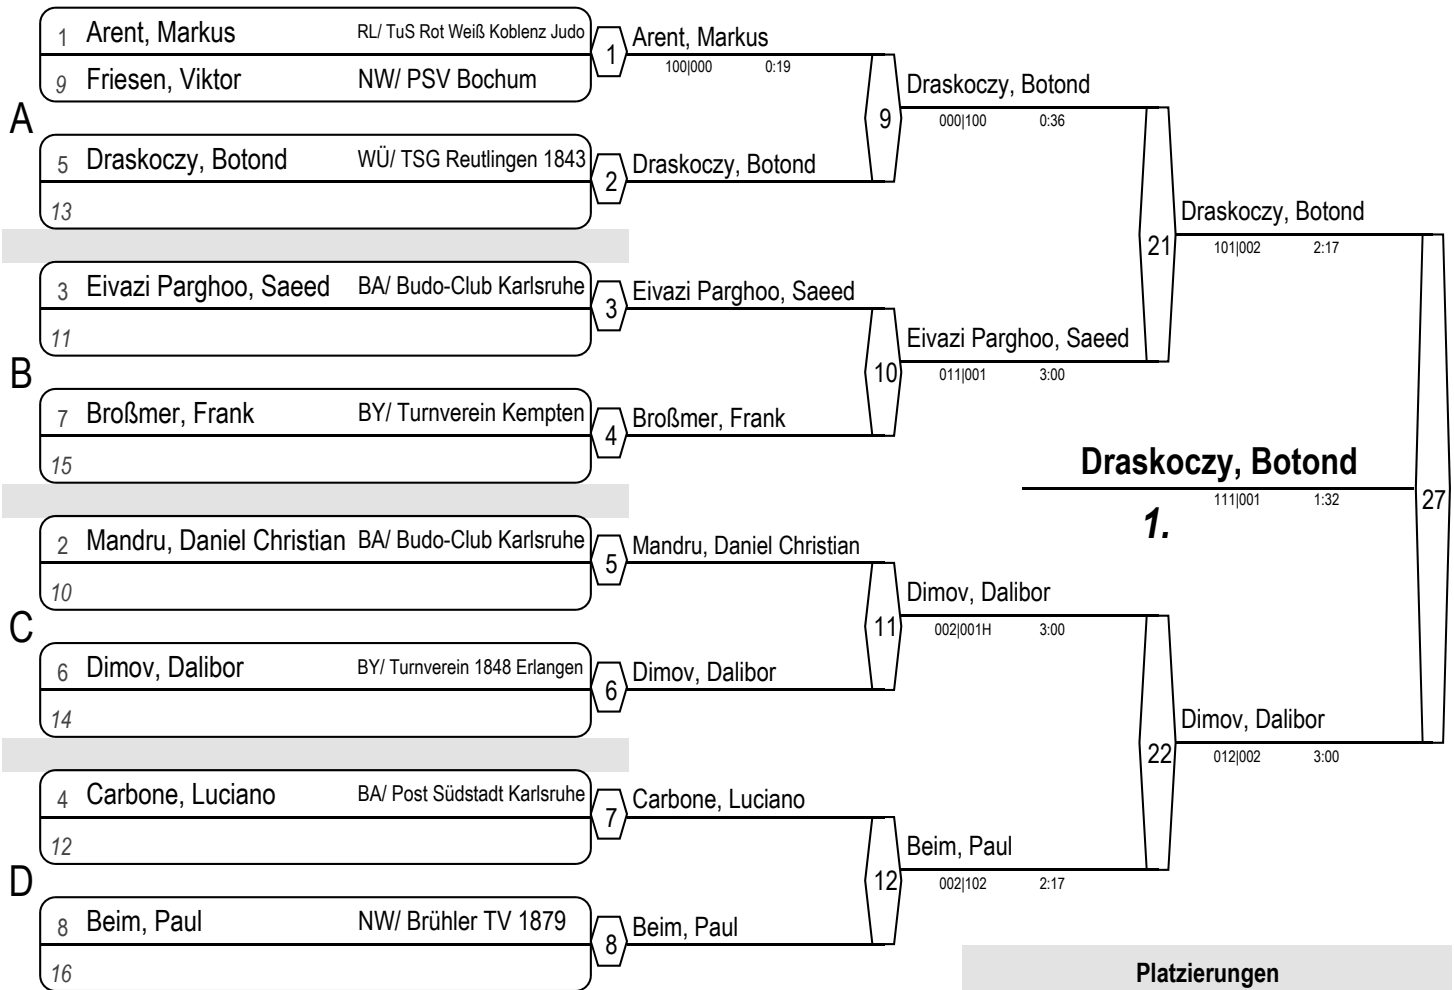 1 Arent, Markus RL/ TuS Rot Weiß Koblenz Judo
9 Friesen, Viktor NW/ PSV Bochum
1 Arent, Markus
100|000 0:19
A
5 Draskoczy, Botond WÜ/ TSG Reutlingen 1843
13
2 Draskoczy, Botond
9 Draskoczy, Botond
000|100 0:36
3 Eivazi Parghoo, Saeed BA/ Budo-Club Karlsruhe
11
3 Eivazi Parghoo, Saeed
B
7 Broßmer, Frank BY/ Turnverein Kempten
15
4 Broßmer, Frank
10 Eivazi Parghoo, Saeed
011|001 3:00
21 Draskoczy, Botond
101|002 2:17
2 Mandru, Daniel Christian BA/ Budo-Club Karlsruhe
10
5 Mandru, Daniel Christian
C
6 Dimov, Dalibor BY/ Turnverein 1848 Erlangen
14
6 Dimov, Dalibor
11 Dimov, Dalibor
002|001H 3:00
4 Carbone, Luciano BA/ Post Südstadt Karlsruhe
12
7 Carbone, Luciano
D
8 Beim, Paul NW/ Brühler TV 1879
16
8 Beim, Paul
12 Beim, Paul
002|102 2:17
22 Dimov, Dalibor
012|002 3:00
Draskoczy, Botond
111|001 1:32
27
1.
Platzierungen